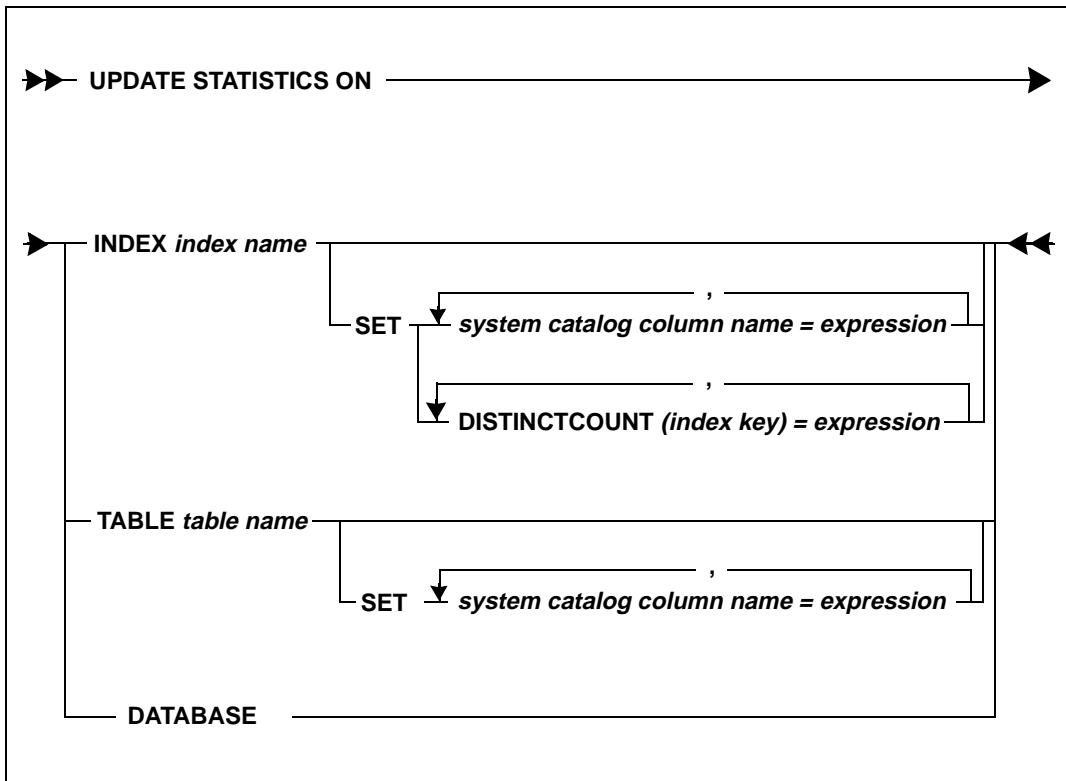 UPDATE STATISTICS ON
INDEX index name
,
SET system catalog column name = expression
,
DISTINCTCOUNT (index key) = expression
TABLE table name
,
SET system catalog column name = expression
DATABASE